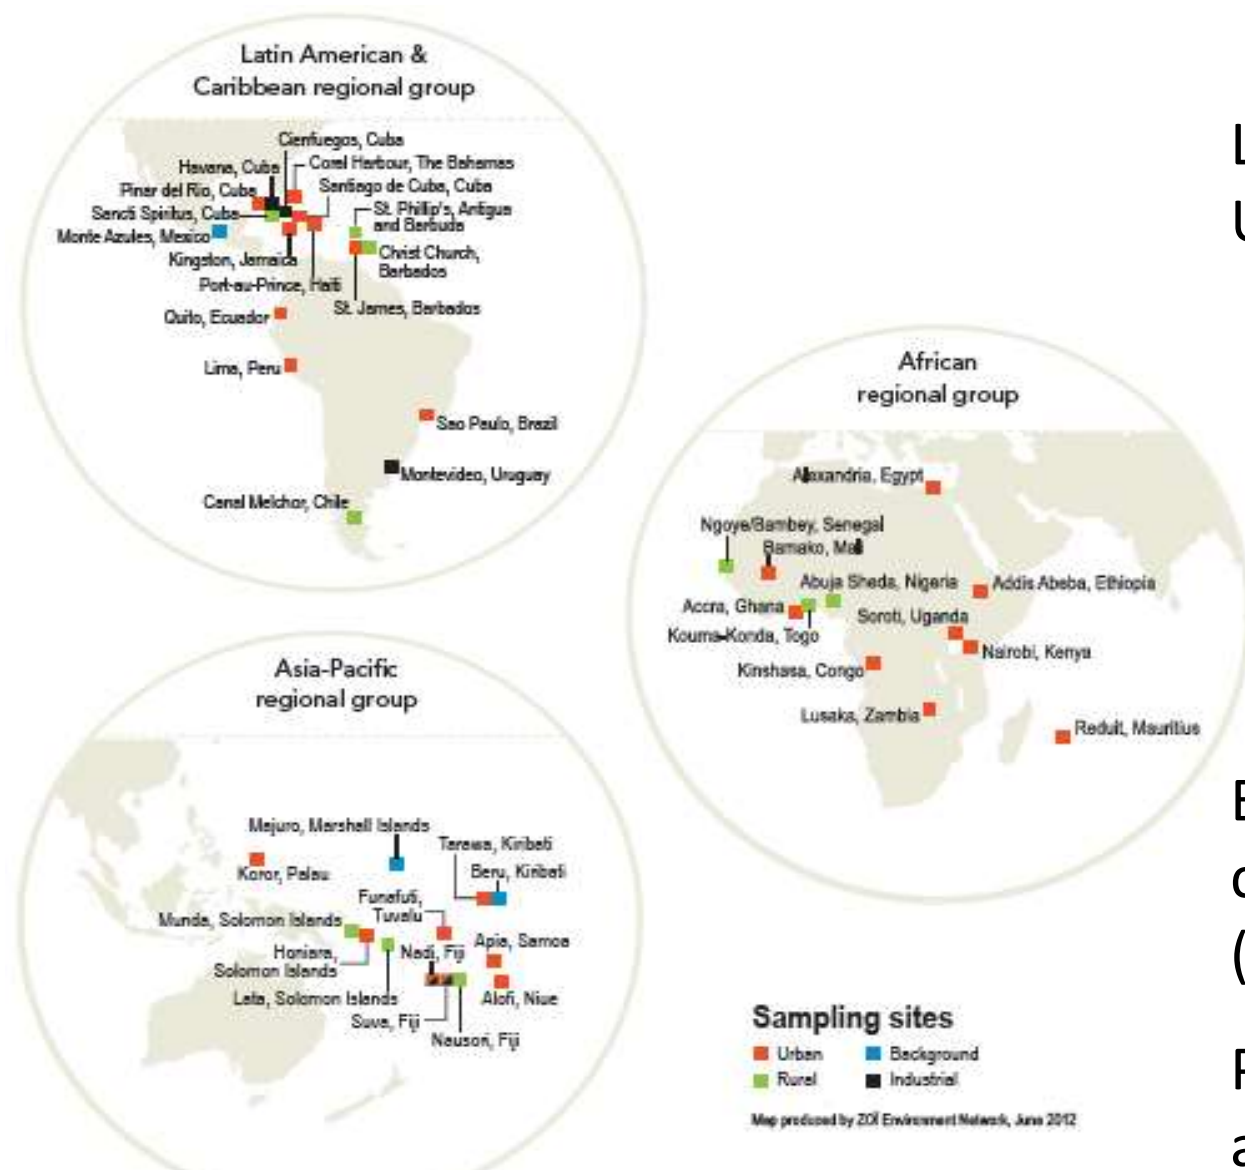 Latin American &
Caribbean regional group
Cienfuegos, Cuba
Havana, Cuba
Coral Harbour, The Bahamas
Pinar del Rio, Cuba
Santiago de Cuba, Cuba
Sancti Spiritus, Cuba
St. Phillip's, Antigua
and Barbuda
Monte Azules, Mexico
Christ Church,
Barbados
Kingston, Jamaica
Port-au-Prince, Haiti
St. James, Barbados
Quito, Ecuador
Lima, Peru
Sao Paulo, Brazil
Montevideo, Uruguay
Canal Melchor, Chile
L
U
African
regional group
Alexandria, Egypt
Ngoye/Bambey, Senegal
Bamako, Mali
Abuja Sheda, Nigeria
Addis Abeba, Ethiopia
Accra, Ghana
Soroti, Uganda
Kouma-Konda, Togo
Nairobi, Kenya
Kinshasa, Congo
Lusaka, Zambia
Reduit, Mauritius
Asia-Pacific
regional group
Majuro, Marshall Islands
Tarawa, Kiribati
Koror, Palau
Beru, Kiribati
Funafuti,
Tuvalu
Munda, Solomon Islands
Apia, Samoa
Honiara,
Solomon Islands
Nadi, Fiji
Lata, Solomon Islands
Alofi, Niue
Suva, Fiji
Nausori, Fiji
Sampling sites
Urban
Background
Rural
Industrial
Map produced by ZOÏ Environment Network, June 2012
(